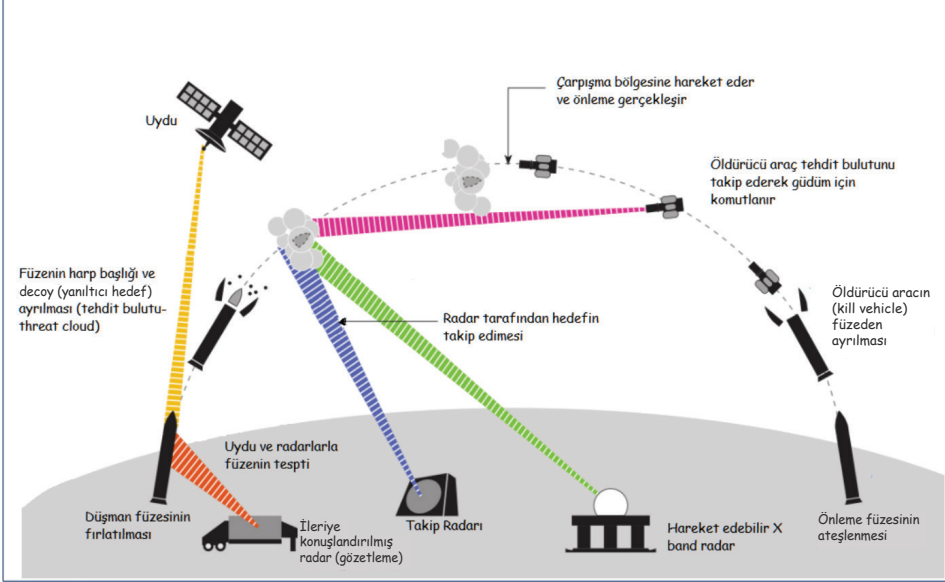 Çarpışma bölgesine hareket eder
ve önleme gerçekleşir
Uydu
Öldürücü araç tehdit bulutunu
takip ederek güdüm için
komutlanır
Füzenin harp başlığı ve
decoy (yanıltıcı hedef)
ayrılması (tehdit bulutu-
threat cloud)
Radar tarafından hedefin
takip edimesi
Öldürücü aracın
(kill vehicle)
füzeden
ayrılması
Uydu ve radarlarla
füzenin tespti
Düşman füzesinin
fırlatılması
İleriye
konuşlandırılmış
radar (gözetleme)
Takip Radarı
Hareket edebilir X
band radar
Önleme füzesinin
ateşlenmesi